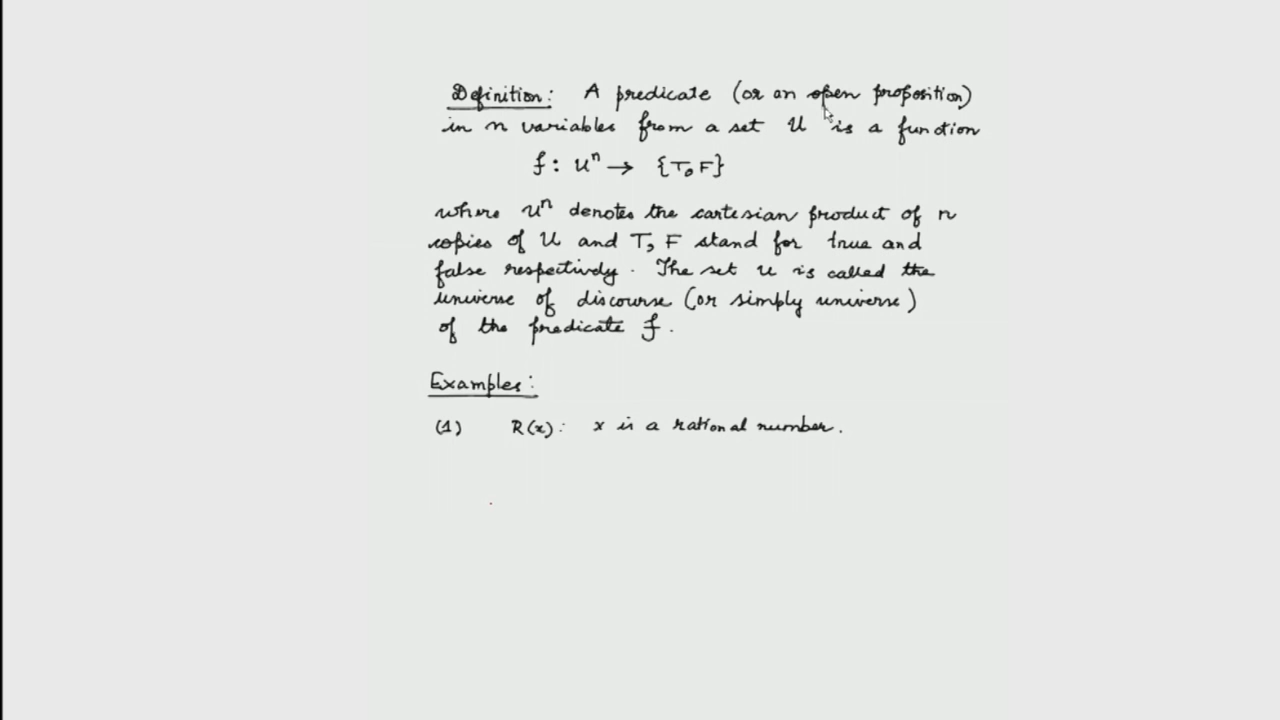 Definition: A predicate (or an open proposition)
in n variables from a set U is a function
f: Uⁿ → {T, F}
where Uⁿ denotes the cartesian product of n
copies of U and T, F stand for true and
false respectively. The set U is called the
universe of discourse (or simply universe)
of the predicate f.
Examples:
(1) R(x): x is a rational number.